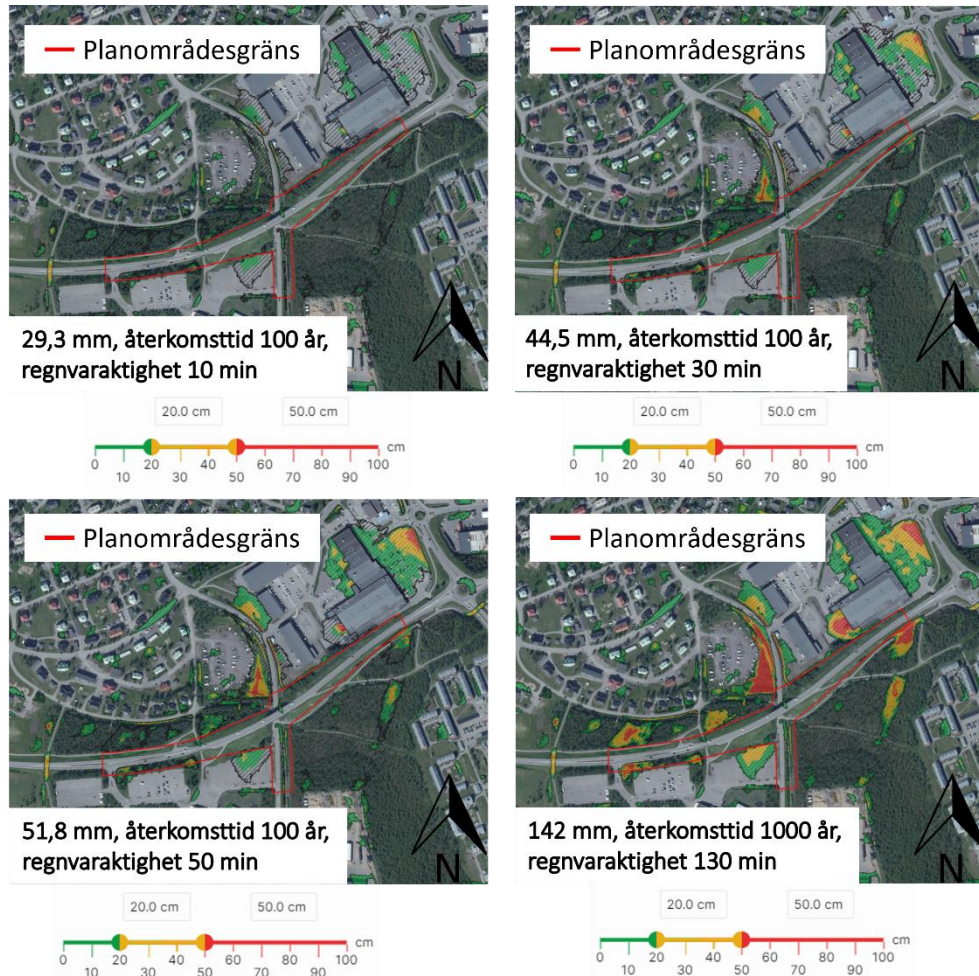 Planområdesgräns
29,3 mm, återkomsttid 100 år,
regnvaraktighet 10 min
N
20.0 cm 50.0 cm
cm
0 20 40 50 60 80 100
10 30 70 90
Planområdesgräns
44,5 mm, återkomsttid 100 år,
regnvaraktighet 30 min
N
20.0 cm 50.0 cm
cm
0 20 40 50 60 80 100
10 30 70 90
Planområdesgräns
51,8 mm, återkomsttid 100 år,
regnvaraktighet 50 min
N
20.0 cm 50.0 cm
cm
0 20 40 50 60 80 100
10 30 70 90
Planområdesgräns
142 mm, återkomsttid 1000 år,
regnvaraktighet 130 min
N
20.0 cm 50.0 cm
cm
0 20 40 50 60 80 100
10 30 70 90